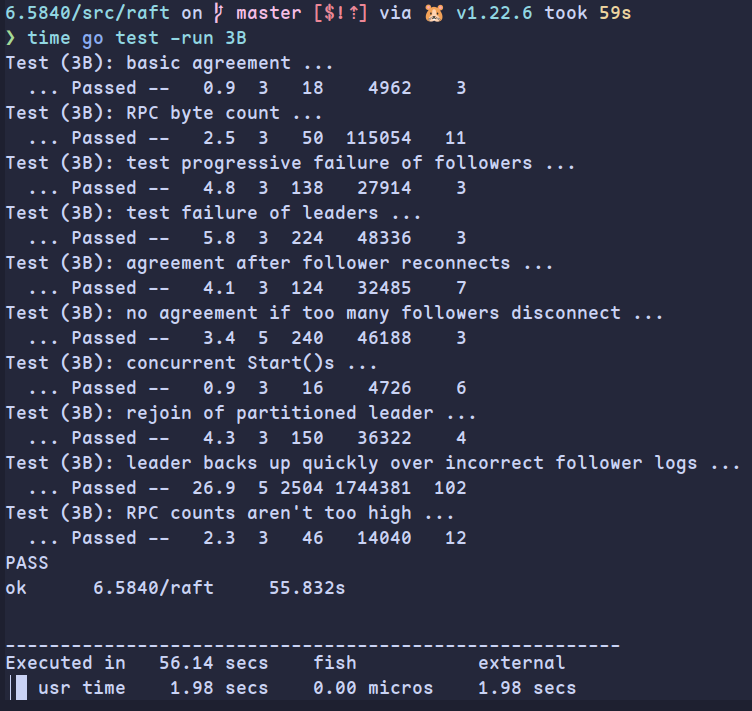 6.5840/src/raft on master [$!⇡] via 🐹 v1.22.6 took 59s
❯ time go test -run 3B
Test (3B): basic agreement ...
  ... Passed --   0.9  3   18    4962    3
Test (3B): RPC byte count ...
  ... Passed --   2.5  3   50  115054   11
Test (3B): test progressive failure of followers ...
  ... Passed --   4.8  3  138   27914    3
Test (3B): test failure of leaders ...
  ... Passed --   5.8  3  224   48336    3
Test (3B): agreement after follower reconnects ...
  ... Passed --   4.1  3  124   32485    7
Test (3B): no agreement if too many followers disconnect ...
  ... Passed --   3.4  5  240   46188    3
Test (3B): concurrent Start()s ...
  ... Passed --   0.9  3   16    4726    6
Test (3B): rejoin of partitioned leader ...
  ... Passed --   4.3  3  150   36322    4
Test (3B): leader backs up quickly over incorrect follower logs ...
  ... Passed --  26.9  5 2504 1744381  102
Test (3B): RPC counts aren't too high ...
  ... Passed --   2.3  3   46   14040   12
PASS
ok      6.5840/raft     55.832s
________________________________________________________
Executed in   56.14 secs    fish           external
   usr time    1.98 secs    0.00 micros    1.98 secs